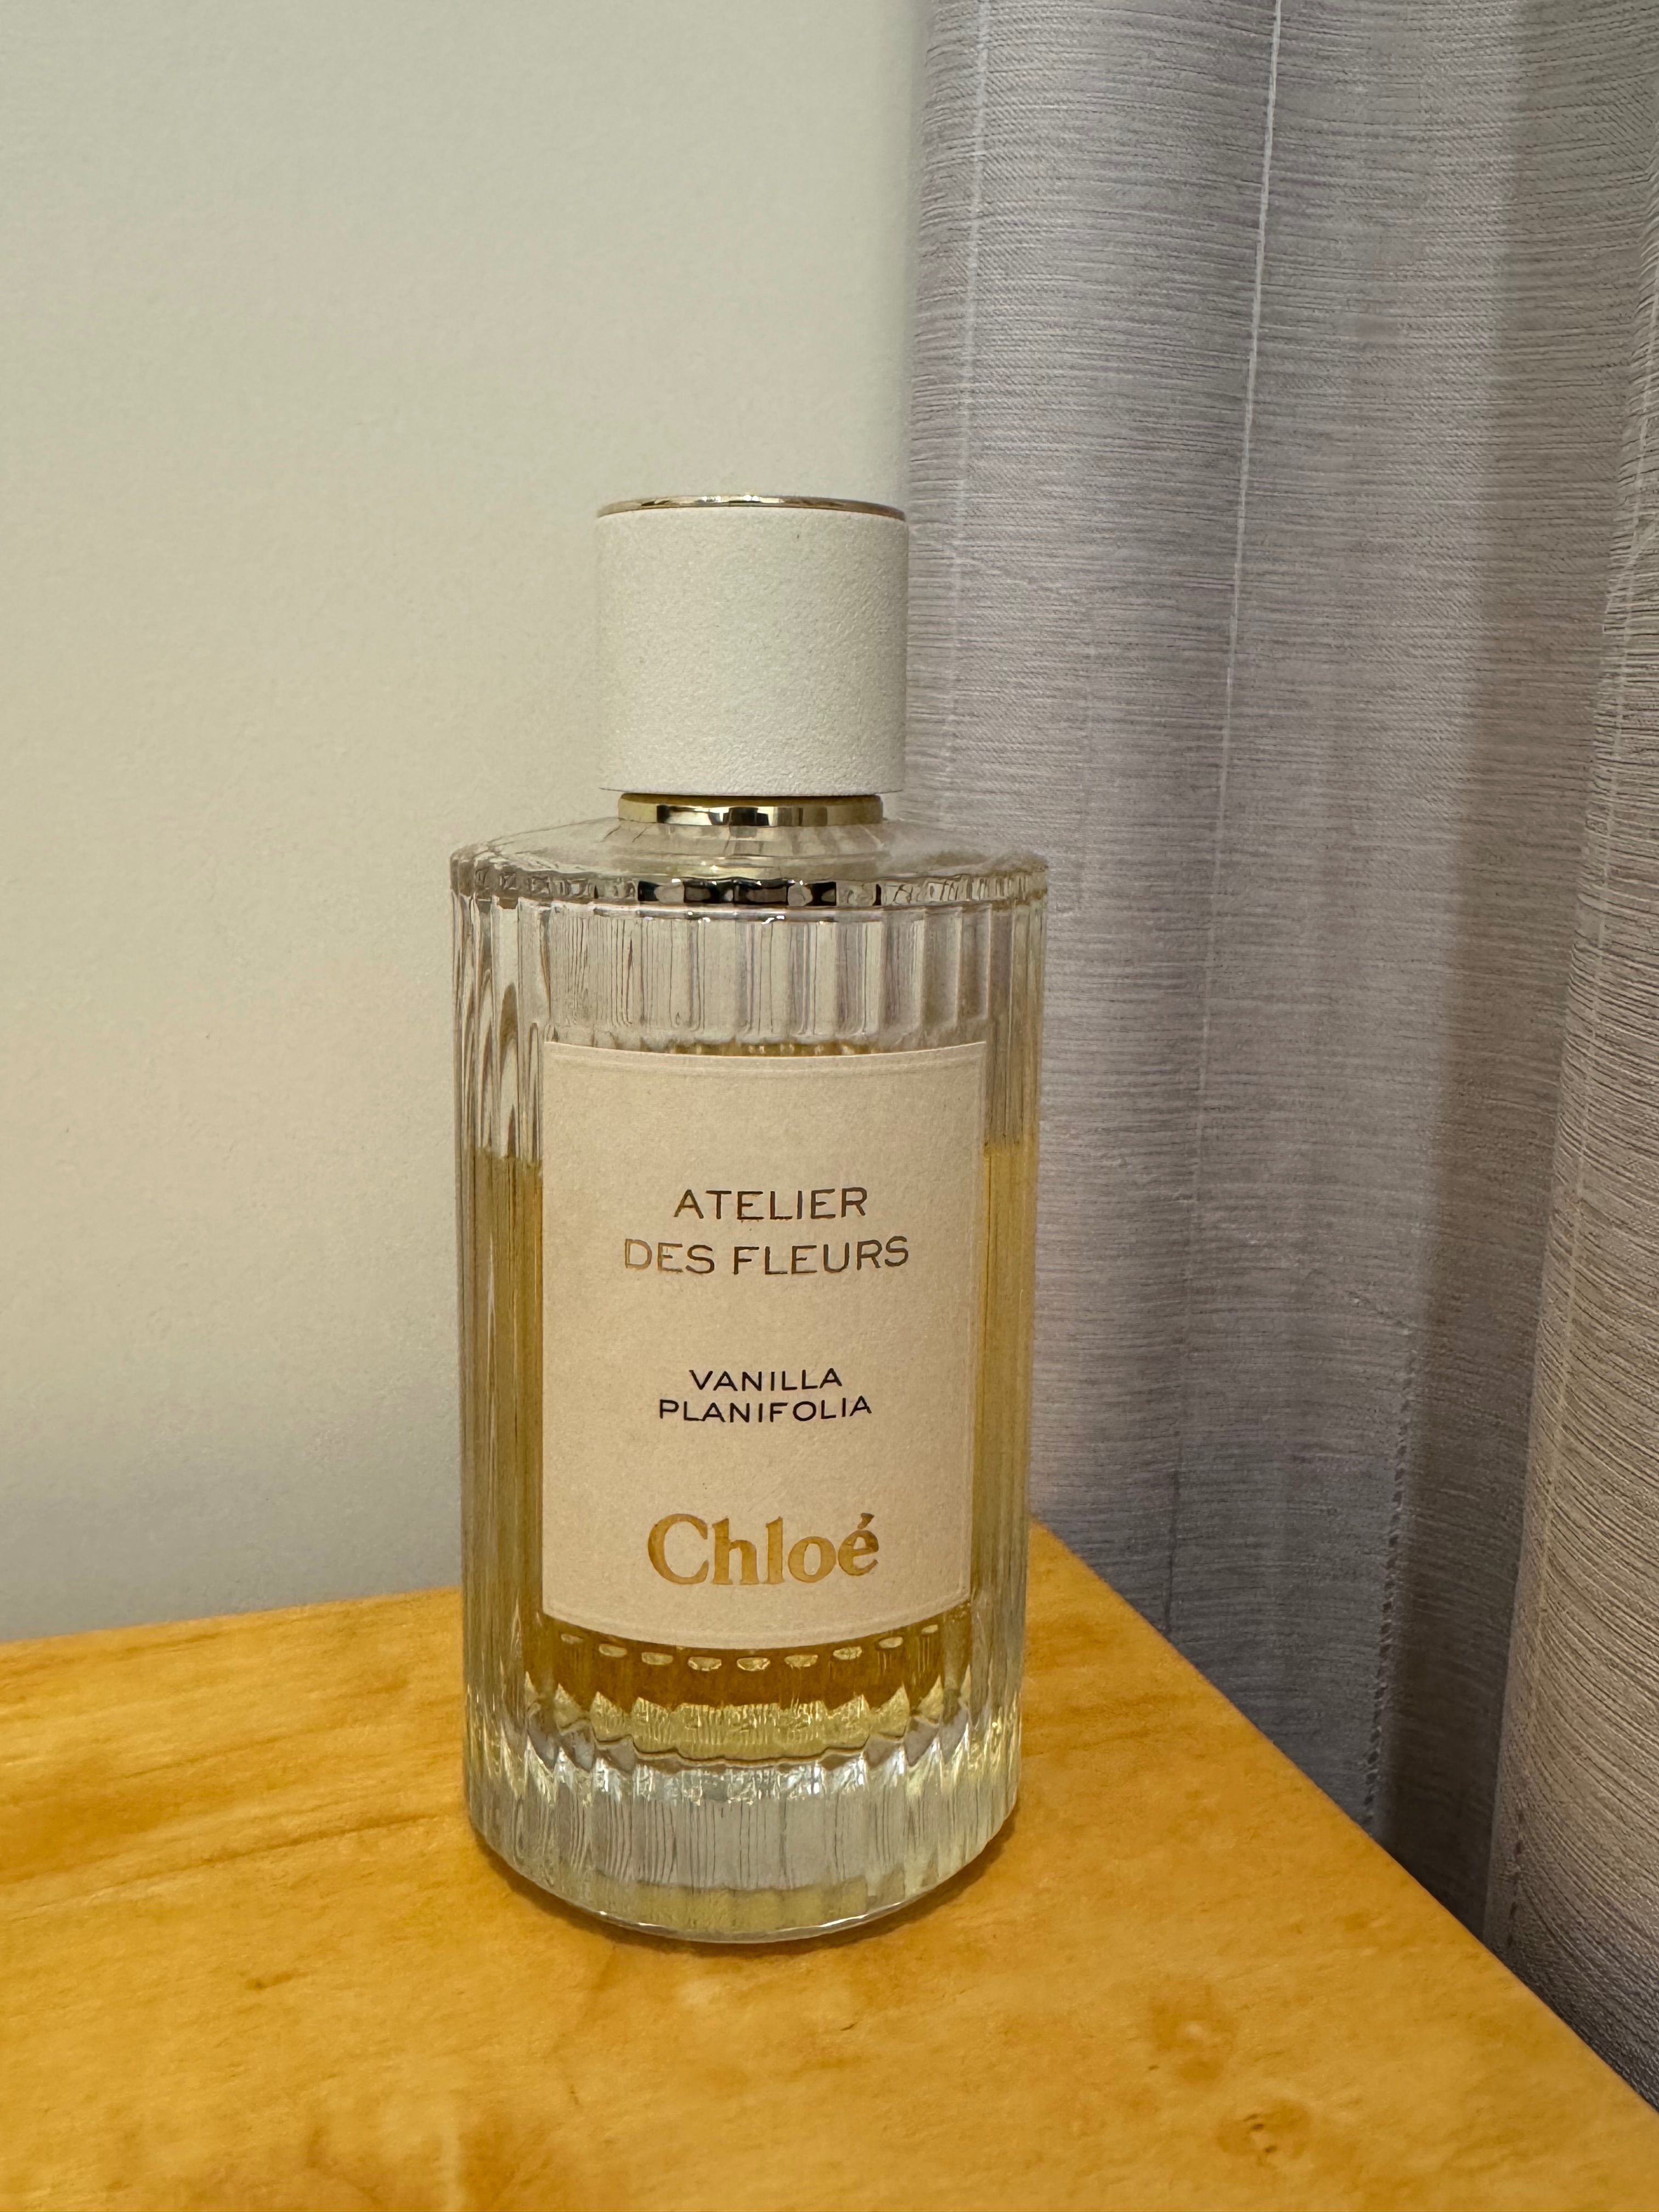 ATELIER
DES FLEURS
VANILLA
PLANIFOLIA
Chloé